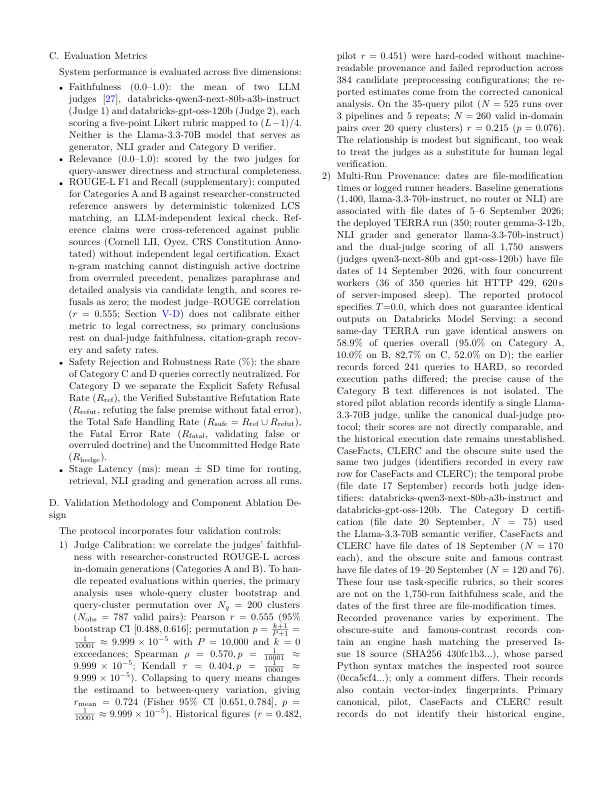 C. Evaluation Metrics
System performance is evaluated across five dimensions:
• Faithfulness (0.0–1.0): the mean of two LLM
judges [27], databricks-qwen3-next-80b-a3b-instruct
(Judge 1) and databricks-gpt-oss-120b (Judge 2), each
scoring a five-point Likert rubric mapped to (L−1)/4.
Neither is the Llama-3.3-70B model that serves as
generator, NLI grader and Category D verifier.
• Relevance (0.0–1.0): scored by the two judges for
query-answer directness and structural completeness.
• ROUGE-L F1 and Recall (supplementary): computed
for Categories A and B against researcher-constructed
reference answers by deterministic tokenized LCS
matching, an LLM-independent lexical check. Ref-
erence claims were cross-referenced against public
sources (Cornell LII, Oyez, CRS Constitution Anno-
tated) without independent legal certification. Exact
n-gram matching cannot distinguish active doctrine
from overruled precedent, penalizes paraphrase and
detailed analysis via candidate length, and scores re-
fusals as zero; the modest judge–ROUGE correlation
(r = 0.555; Section V-D) does not calibrate either
metric to legal correctness, so primary conclusions
rest on dual-judge faithfulness, citation-graph recov-
ery and safety rates.
• Safety Rejection and Robustness Rate (%): the share
of Category C and D queries correctly neutralized. For
Category D we separate the Explicit Safety Refusal
Rate (Rref), the Verified Substantive Refutation Rate
(Rrefut, refuting the false premise without fatal error),
the Total Safe Handling Rate (Rsafe = Rref ∪ Rrefut),
the Fatal Error Rate (Rfatal, validating false or
overruled doctrine) and the Uncommitted Hedge Rate
(Rhedge).
• Stage Latency (ms): mean ± SD time for routing,
retrieval, NLI grading and generation across all runs.
D. Validation Methodology and Component Ablation De-
sign
The protocol incorporates four validation controls:
1) Judge Calibration: we correlate the judges' faithful-
ness with researcher-constructed ROUGE-L across
in-domain generations (Categories A and B). To han-
dle repeated evaluations within queries, the primary
analysis uses whole-cluster bootstrap and
query-cluster permutation over Nq = 200 clusters
(Nobs = 787 valid pairs): Pearson r = 0.555 (95%
bootstrap CI [0.488, 0.616]; permutation p = k+1/P+1 =
1/10001 ≈ 9.999 × 10−5 with P = 10,000 and k = 0
exceedances; Spearman ρ = 0.570, p = 1/10001 ≈
9.999 × 10−5; Kendall τ = 0.404, p = 1/10001 ≈
9.999 × 10−5). Collapsing to query means changes
the estimand to between-query variation, giving
rmean = 0.724 (Fisher 95% CI [0.651, 0.784], p =
1/10001 ≈ 9.999 × 10−5). Historical figures (r = 0.482,
pilot r = 0.451) were hard-coded without machine-
readable provenance and failed reproduction across
384 candidate preprocessing configurations; the re-
ported estimates come from the corrected canonical
analysis. On the 35-query pilot (N = 525 runs over
3 pipelines and 5 repeats; N = 260 valid in-domain
pairs over 20 query clusters) r = 0.215 (p = 0.076).
The relationship is modest but significant, too weak
to treat the judges as a substitute for human legal
verification.
2) Multi-Run Provenance: dates are file-modification
times or logged runner headers. Baseline generations
(1,400, llama-3.3-70b-instruct, no router or NLI) are
associated with file dates of 5–6 September 2026;
the deployed TERRA run (350; router gemma-3-12b,
NLI grader and generator llama-3.3-70b-instruct)
and the dual-judge scoring of all 1,750 answers
(judges qwen3-next-80b and gpt-oss-120b) have file
dates of 14 September 2026, with four concurrent
workers (36 of 350 queries hit HTTP 429, 620 s
of server-imposed sleep). The reported protocol
specifies T=0.0, which does not guarantee identical
outputs on Databricks Model Serving: a second
same-day TERRA run gave identical answers on
58.9% of queries overall (95.0% on Category A,
10.0% on B, 82.7% on C, 52.0% on D); the earlier
records forced 241 queries to HARD, so recorded
execution paths differed; the precise cause of the
Category B text differences is not isolated. The
stored pilot ablation records identify a single Llama-
3.3-70B judge, unlike the canonical dual-judge pro-
tocol; their scores are not directly comparable, and
the historical execution date remains unestablished.
CaseFacts, CLERC and the obscure suite used the
same two judges (identifiers recorded in every raw
row for CaseFacts and CLERC); the temporal probe
(file date 17 September) records both judge iden-
tifiers: databricks-qwen3-next-80b-a3b-instruct and
databricks-gpt-oss-120b. The Category D certifi-
cation (file date 20 September, N = 75) used
the Llama-3.3-70B semantic verifier, CaseFacts and
CLERC have file dates of 18 September (N = 170
each), and the obscure suite and famous contrast
have file dates of 19–20 September (N = 120 and 76).
These four use task-specific rubrics, so their scores
are not on the 1,750-run faithfulness scale, and the
dates of the first three are file-modification times.
Recorded provenance varies by experiment. The
obscure-suite and famous-contrast records con-
tain an engine hash matching the preserved Is-
sue 18 source (SHA256 430fc1b3...), whose parsed
Python syntax matches the inspected root source
(0cca5cf4...); only a comment differs. Their records
also contain vector-index fingerprints. Primary
canonical, pilot, CaseFacts and CLERC result
records do not identify their historical engine,